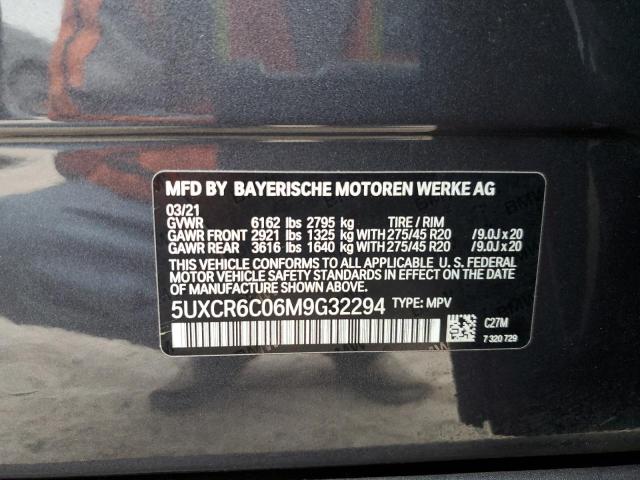 MFD BY BAYERISCHE MOTOREN WERKE AG
03/21
GVWR 6162 lbs 2795 kg TIRE / RIM
GAWR FRONT 2921 lbs 1325 kg WITH 275/45 R20 /9.0J x 20
GAWR REAR 3616 lbs 1640 kg WITH 275/45 R20 /9.0J x 20
THIS VEHICLE CONFORMS TO ALL APPLICABLE U. S. FEDERAL
MOTOR VEHICLE SAFETY STANDARDS IN EFFECT ON THE DATE
OF MANUFACTURE SHOWN ABOVE.
5UXCR6C06M9G32294 TYPE: MPV
C27M
7 320 729